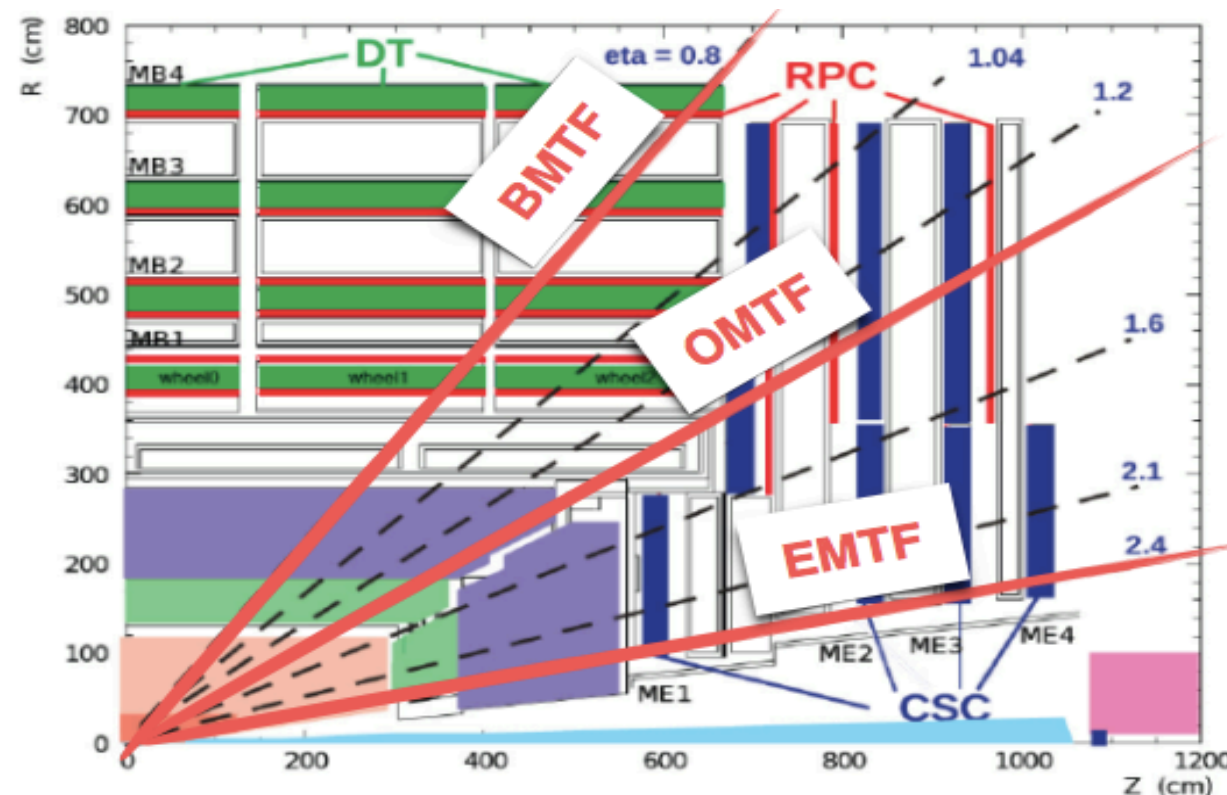 R (cm)
800
700
600
500
400
300
200
100
0
MB4
MB3
MB2
MB1
DT
eta = 0.8
1.04
1.2
1.6
2.1
2.4
RPC
BMTF
OMTF
EMTF
wheel0
wheel1
wheel2
ME1
ME2
ME3
ME4
CSC
0
200
400
600
800
1000
1200
Z (cm)